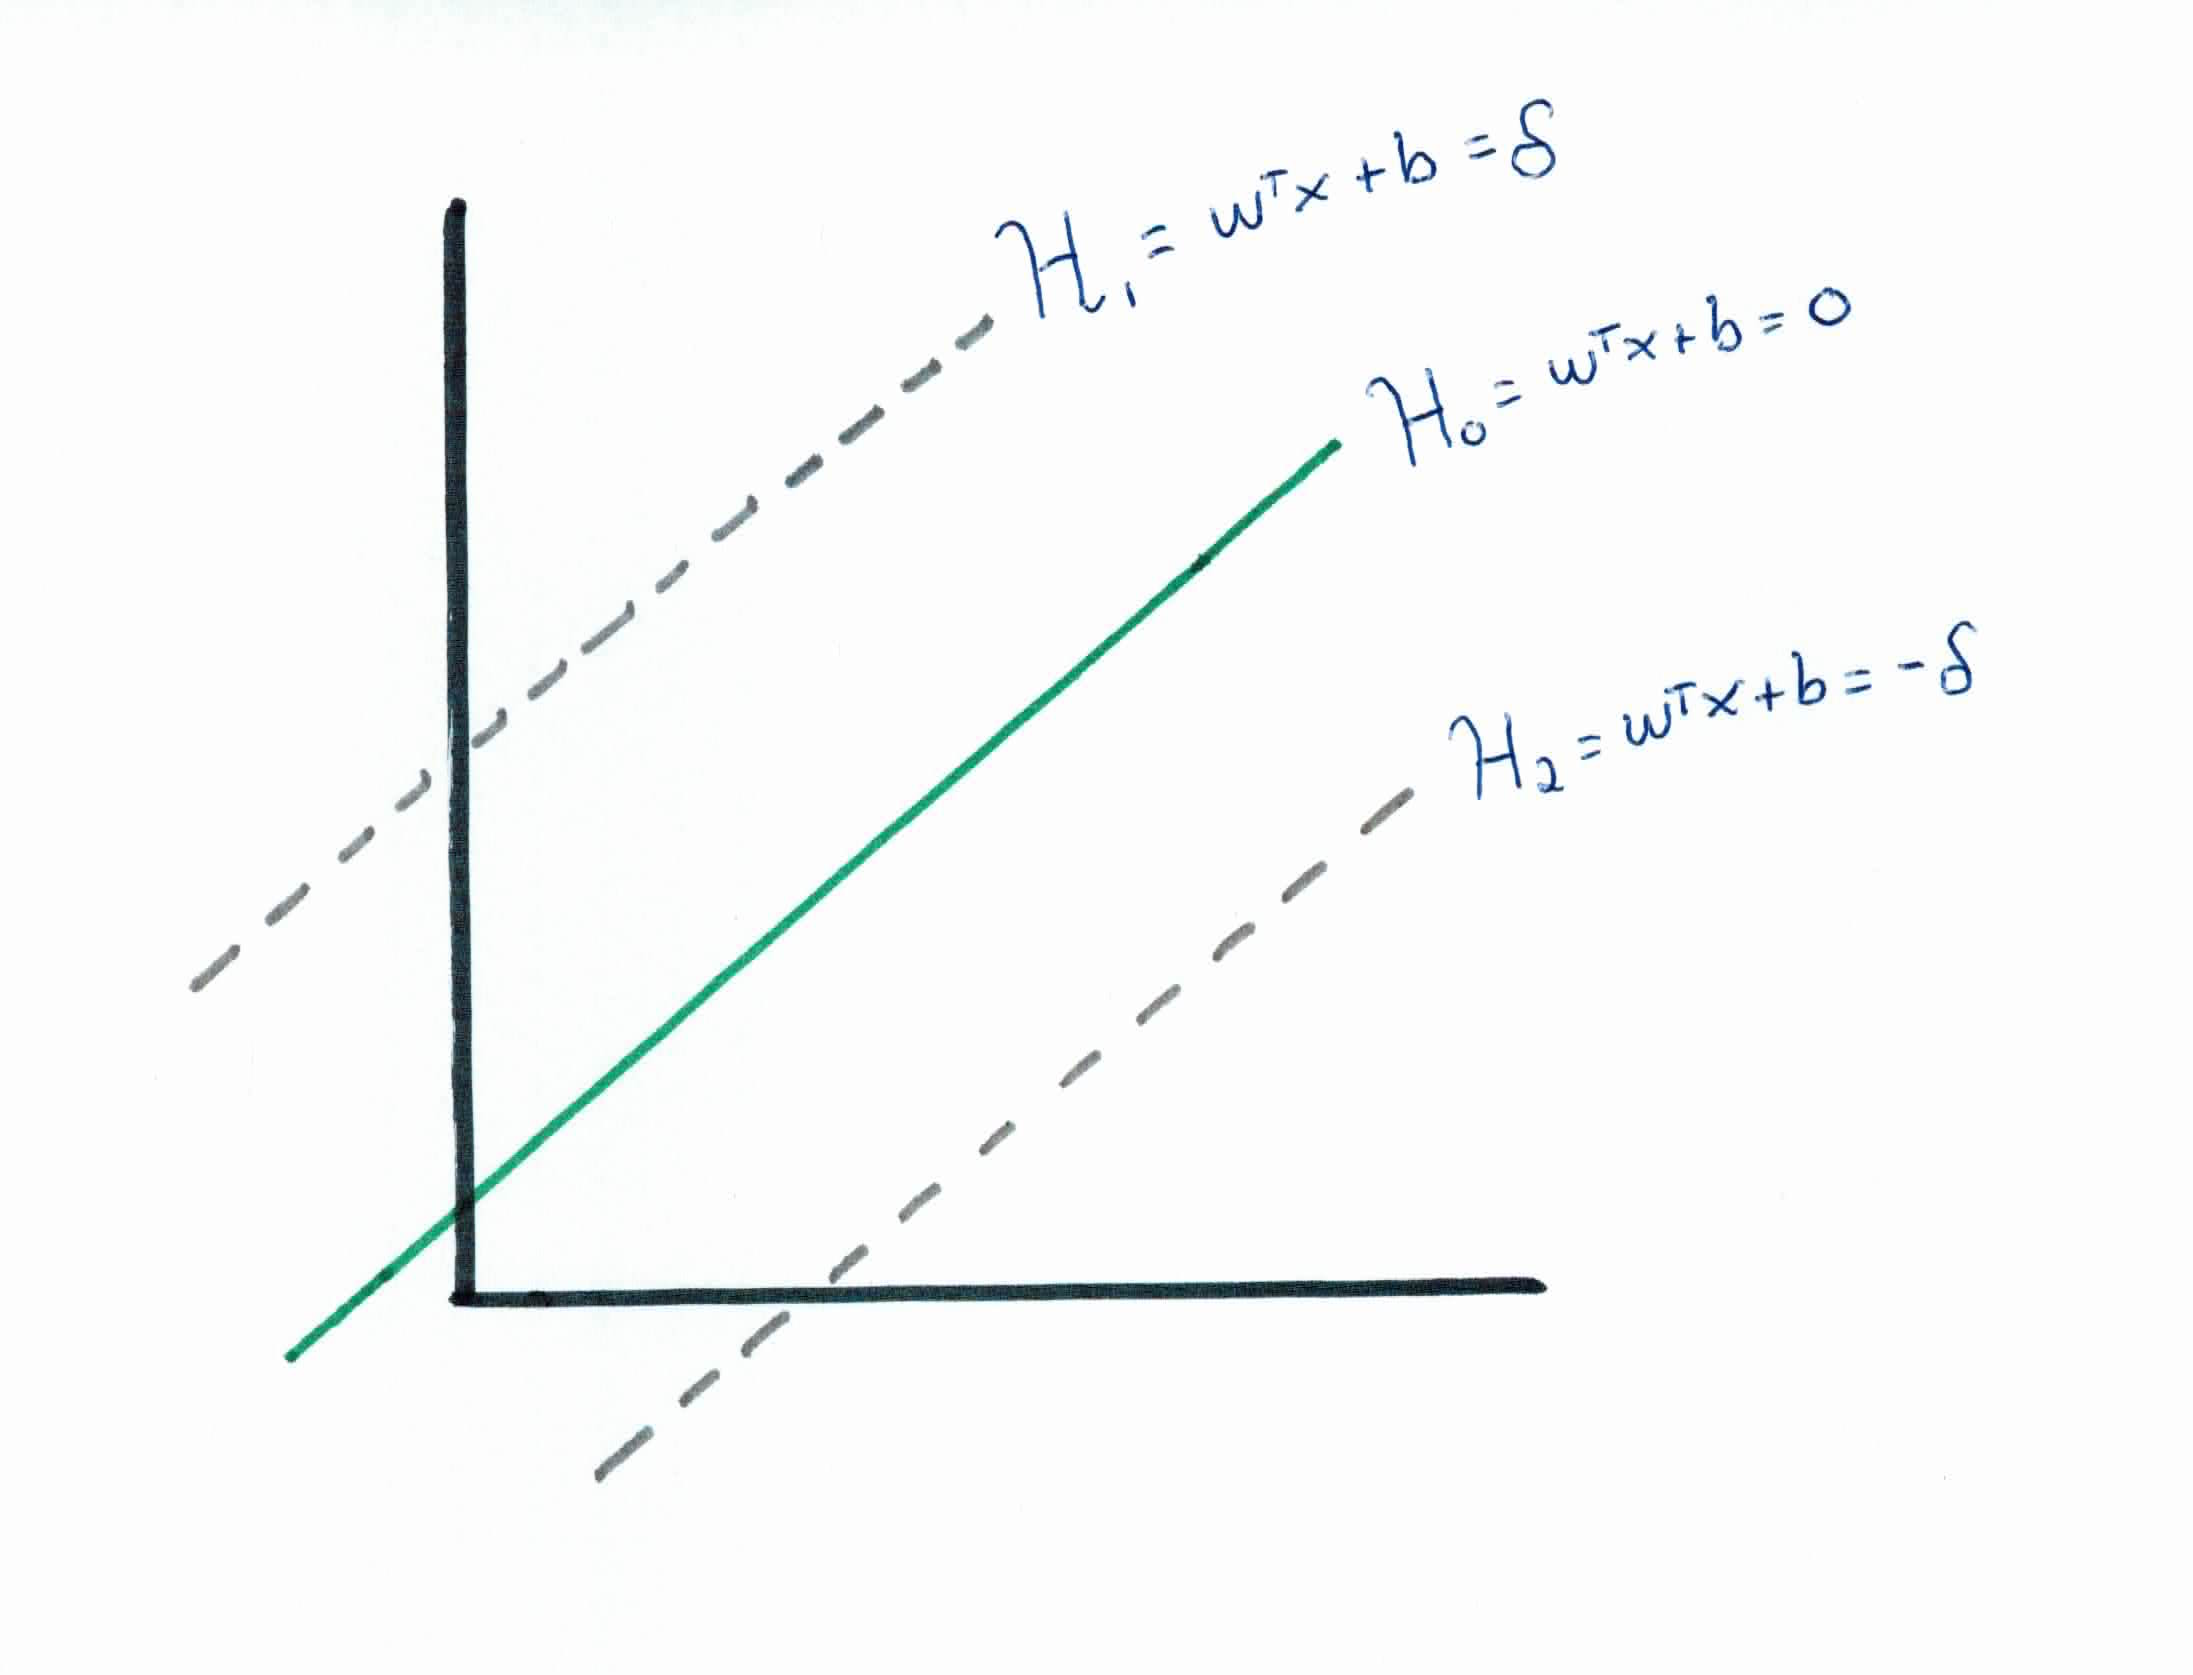 H₁ = wᵀx + b = δ
H₀ = wᵀx + b = 0
H₂ = wᵀx + b = -δ